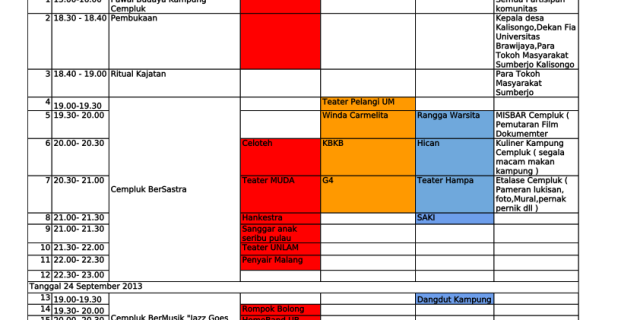 1 15.00-18.00 Pawai Budaya Kampung Semua Partisipan
Cempluk komunitas
2 18.30 - 18.40 Pembukaan Kepala desa
Kalisongo,Dekan Fia
Universitas
Brawijaya,Para
Tokoh Masyarakat
Sumberjo Kalisongo
3 18.40 - 19.00 Ritual Kajatan Para Tokoh
Masyarakat
Sumberjo
4 19.00-19.30 Teater Pelangi UM
5 19.30- 20.00 Winda Carmelita Rangga Warsita MISBAR Cempluk (
Pemutaran Film
Dokumemter
6 20.00- 20.30 Celoteh KBKB Hican Kuliner Kampung
Cempluk ( segala
macam makan
kampung )
7 20.30- 21.00 Cempluk BerSastra Teater MUDA G4 Teater Hampa Etalase Cempluk (
Pameran lukisan,
foto,Mural,pernak
pernik dll )
8 21.00- 21.30 Hankestra SAKI
9 21.00- 21.30 Sanggar anak
seribu pulau
10 21.30- 22.00 Teater UNLAM
11 22.00- 22.30 Penyair Malang
12 22.30- 23.00
Tanggal 24 September 2013
13 19.00-19.30 Dangdut Kampung
14 19.30- 20.00 Rompok Bolong
15 20.00- 20.30 Cempluk BerMusik "Jazz Goes HomeBand UB